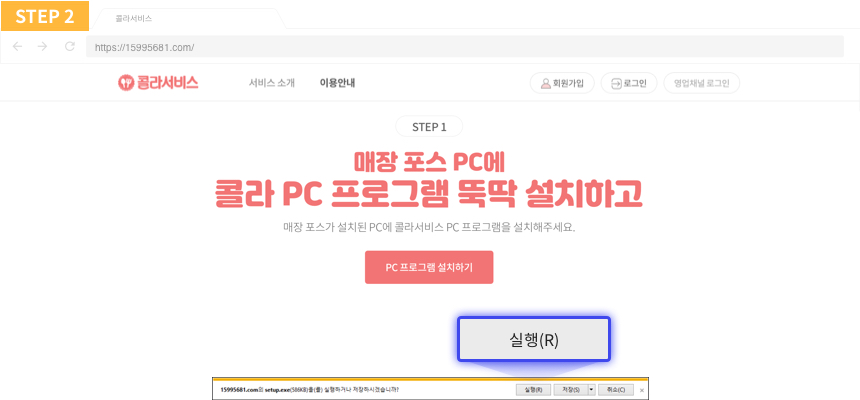 STEP 2
콜라서비스
https://15995681.com/
콜라서비스 서비스 소개 이용안내 회원가입 로그인 영업채널 로그인
STEP 1
매장 포스 PC에
콜라 PC 프로그램 뚝딱 설치하고
매장 포스가 설치된 PC에 콜라서비스 PC 프로그램을 설치해주세요.
PC 프로그램 설치하기
실행(R)
15995681.com의 setup.exe(586KB)을(를) 실행하거나 저장하시겠습니까? 실행(R) 저장(S) 취소(C) ×